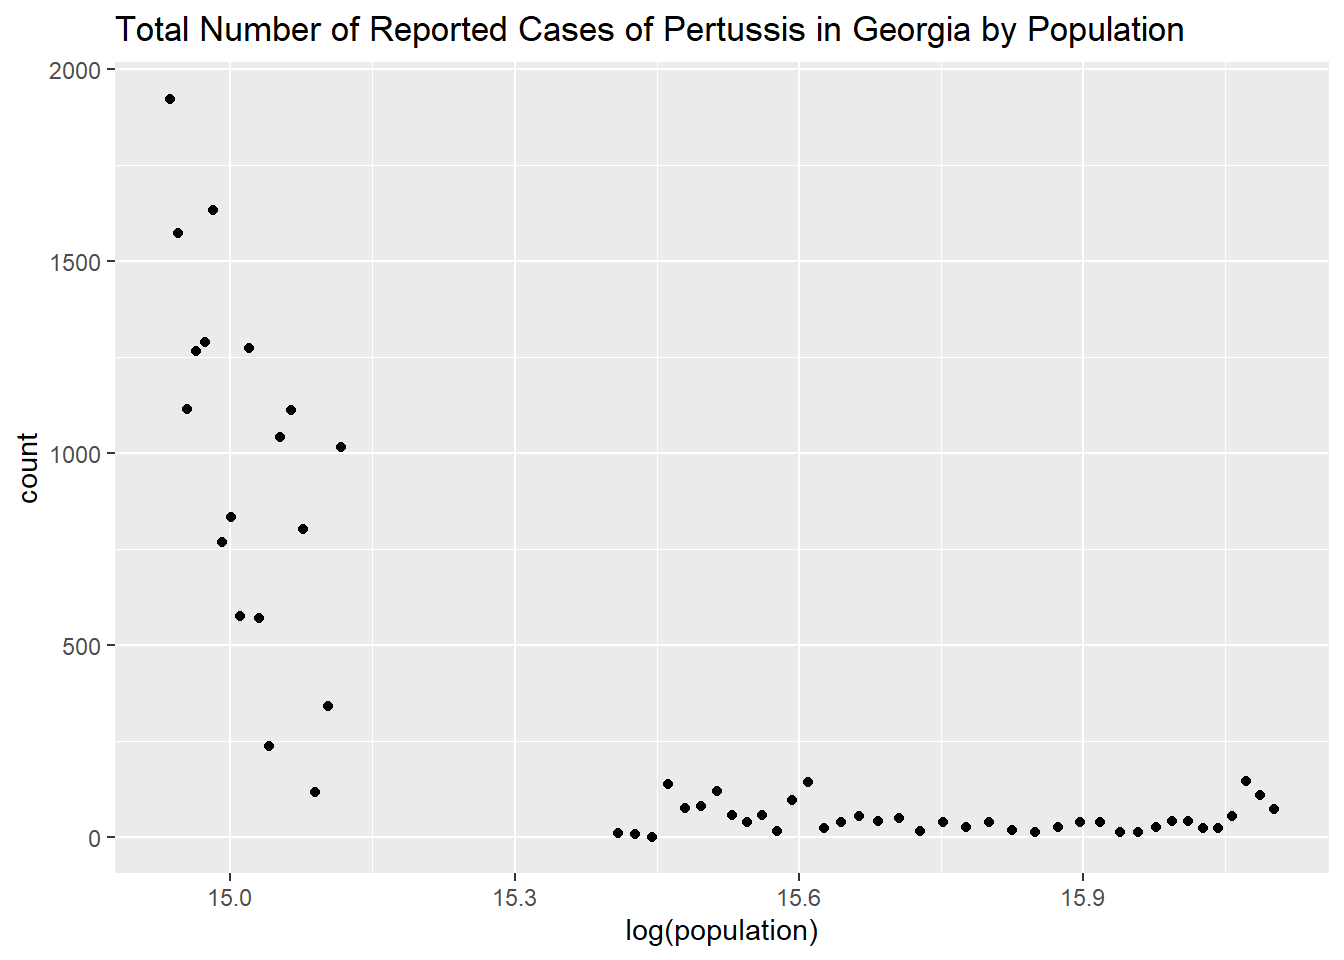 Total Number of Reported Cases of Pertussis in Georgia by Population
2000
1500
1000
500
0
count
15.0 15.3 15.6 15.9
log(population)